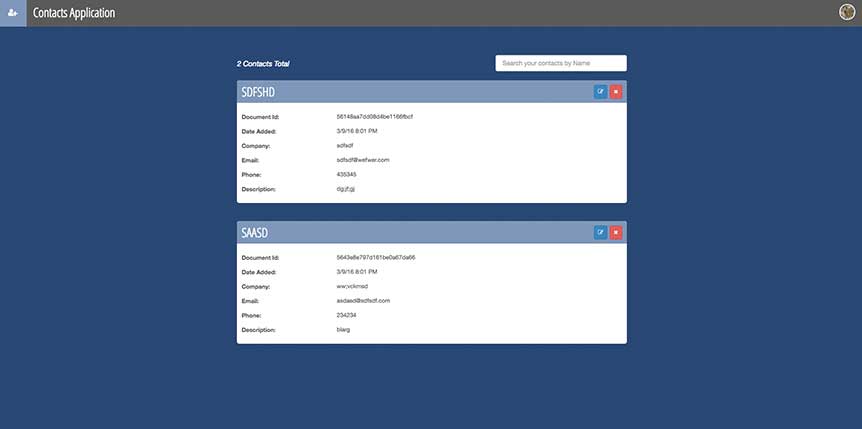 Contacts Application
2 Contacts Total
Search your contacts by Name
SDFSHD
Document Id: 56148aa7dd08d4be1166fbcf
Date Added: 3/9/16 8:01 PM
Company: sdfsdf
Email: sdfsdf@wefwer.com
Phone: 435345
Description: dg;jf;gj
SAASD
Document Id: 5643e8e797d161be0a67da66
Date Added: 3/9/16 8:01 PM
Company: ww;vckmsd
Email: asdasd@sdfsdf.com
Phone: 234234
Description: blarg